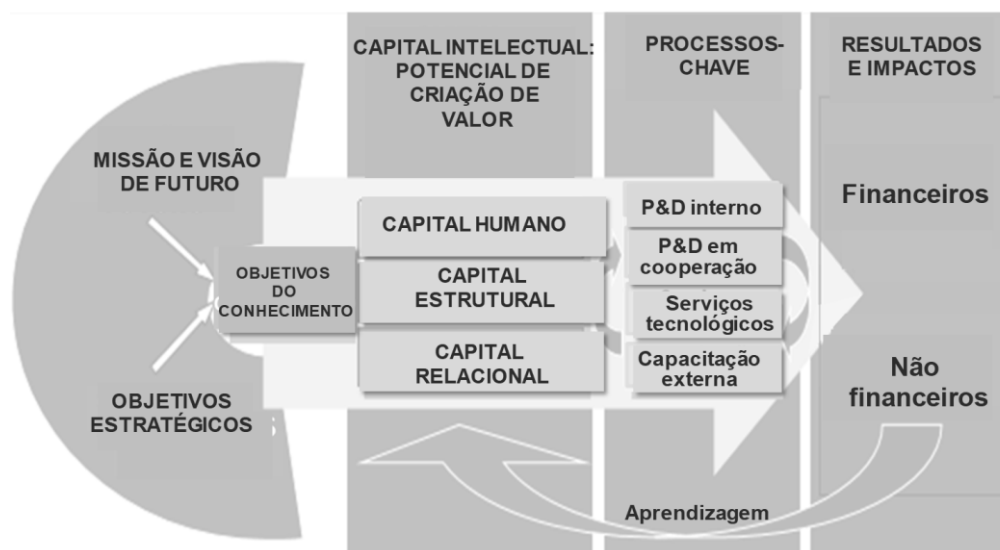 CAPITAL INTELECTUAL:
POTENCIAL DE
CRIAÇÃO DE
VALOR
PROCESSOS-
CHAVE
RESULTADOS
E IMPACTOS
MISSÃO E VISÃO
DE FUTURO
OBJETIVOS
DO
CONHECIMENTO
OBJETIVOS
ESTRATÉGICOS
CAPITAL HUMANO
CAPITAL
ESTRUTURAL
CAPITAL
RELACIONAL
P&D interno
P&D em
cooperação
Serviços
tecnológicos
Capacitação
externa
Financeiros
Não
financeiros
Aprendizagem